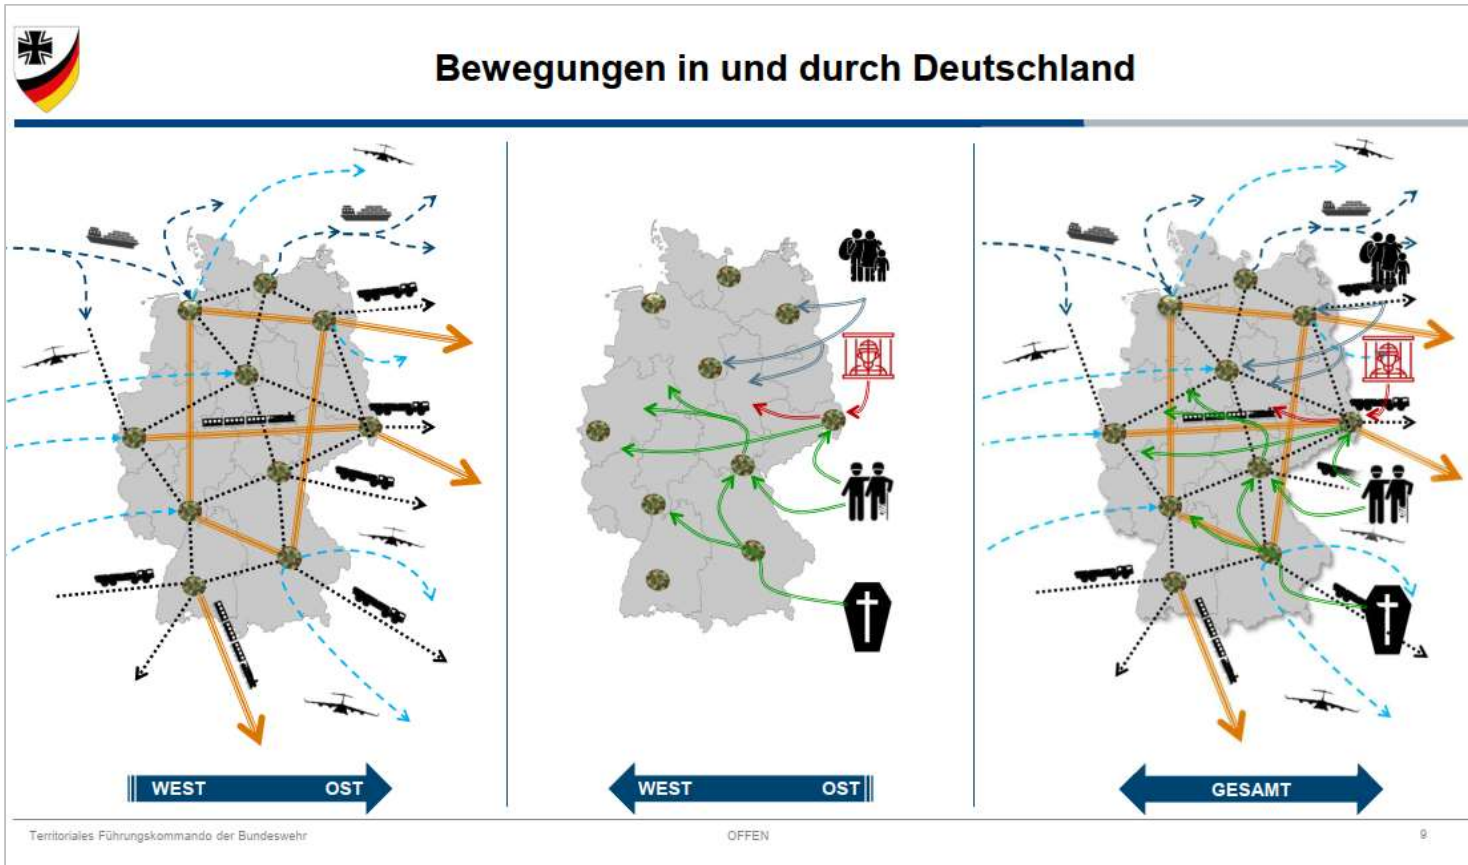 Bewegungen in und durch Deutschland
WEST OST
WEST OST
GESAMT
Territoriales Führungskommando der Bundeswehr
OFFEN
9